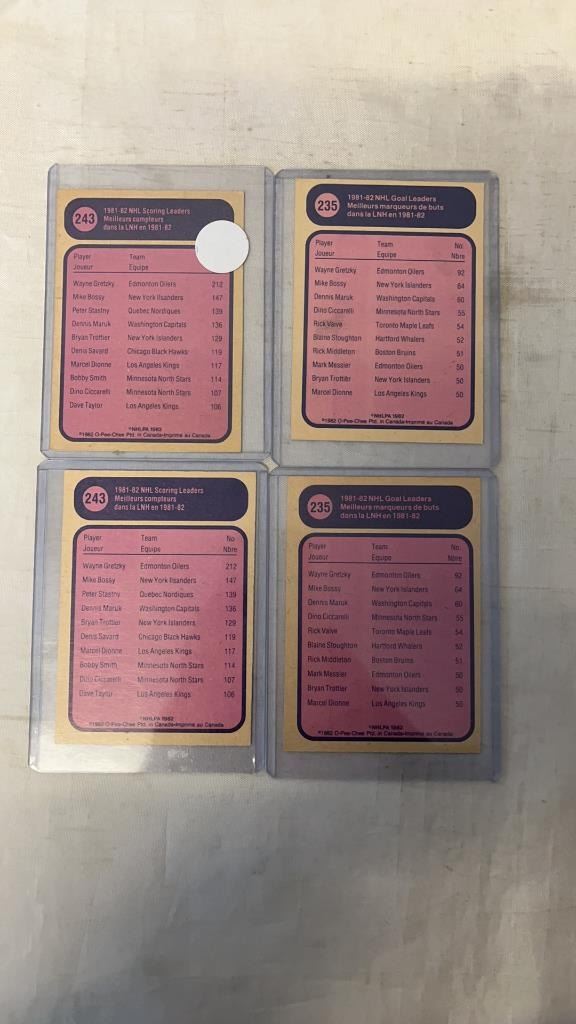 243
1981-82 NHL Scoring Leaders
Meilleurs compteurs
dans la LNH en 1981-82
Player Team
Joueur Equipe
Wayne Gretzky Edmonton Oilers 212
Mike Bossy New York Ilsanders 147
Peter Stastny Quebec Nordiques 139
Dennis Maruk Washington Capitals 136
Bryan Trottier New York Islanders 129
Denis Savard Chicago Black Hawks 119
Marcel Dionne Los Angeles Kings 117
Bobby Smith Minnesota North Stars 114
Dino Ciccarelli Minnesota North Stars 107
Dave Taylor Los Angeles Kings 106
©NHLPA 1982
©1982 O-Pee-Chee Ptd. in Canada-Imprimé au Canada
235
1981-82 NHL Goal Leaders
Meilleurs marqueurs de buts
dans la LNH en 1981-82
Player Team No.
Joueur Equipe Nbre
Wayne Gretzky Edmonton Oilers 92
Mike Bossy New York Islanders 64
Dennis Maruk Washington Capitals 60
Dino Ciccarelli Minnesota North Stars 55
Rick Vaive Toronto Maple Leafs 54
Blaine Stoughton Hartford Whalers 52
Rick Middleton Boston Bruins 51
Mark Messier Edmonton Oilers 50
Bryan Trottier New York Islanders 50
Marcel Dionne Los Angeles Kings 50
©NHLPA 1982
©1982 O-Pee-Chee Ptd. in Canada-Imprimé au Canada
243
1981-82 NHL Scoring Leaders
Meilleurs compteurs
dans la LNH en 1981-82
Player Team No
Joueur Equipe Nbre
Wayne Gretzky Edmonton Oilers 212
Mike Bossy New York Ilsanders 147
Peter Stastny Quebec Nordiques 139
Dennis Maruk Washington Capitals 136
Bryan Trottier New York Islanders 129
Denis Savard Chicago Black Hawks 119
Marcel Dionne Los Angeles Kings 117
Bobby Smith Minnesota North Stars 114
Dino Ciccarelli Minnesota North Stars 107
Dave Taylor Los Angeles Kings 106
©NHLPA 1982
©1982 O-Pee-Chee Ptd. in Canada-Imprimé au Canada
235
1981-82 NHL Goal Leaders
Meilleurs marqueurs de buts
dans la LNH en 1981-82
Player Team No.
Joueur Equipe Nbre
Wayne Gretzky Edmonton Oilers 92
Mike Bossy New York Islanders 64
Dennis Maruk Washington Capitals 60
Dino Ciccarelli Minnesota North Stars 55
Rick Vaive Toronto Maple Leafs 54
Blaine Stoughton Hartford Whalers 52
Rick Middleton Boston Bruins 51
Mark Messier Edmonton Oilers 50
Bryan Trottier New York Islanders 50
Marcel Dionne Los Angeles Kings 50
©NHLPA 1982
©1982 O-Pee-Chee Ptd. in Canada-Imprimé au Canada